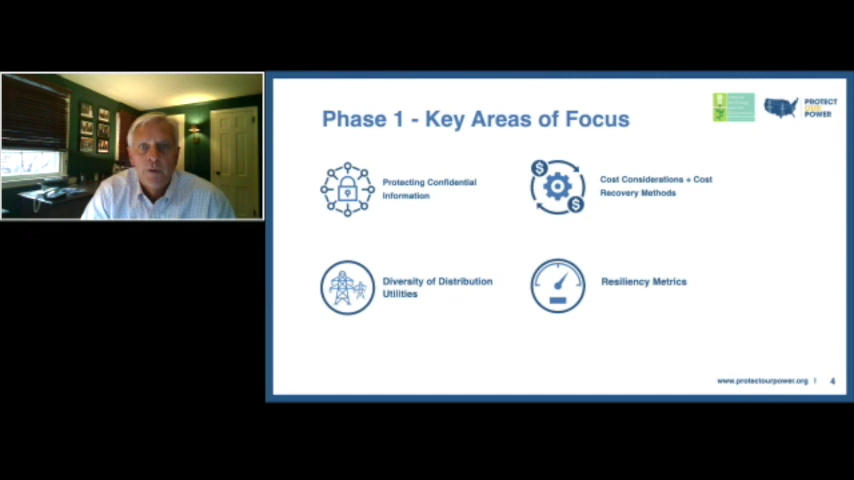 Phase 1 - Key Areas of Focus
PROTECT
OUR
POWER
Protecting Confidential
Information
$
$
Cost Considerations + Cost
Recovery Methods
Diversity of Distribution
Utilities
Resiliency Metrics
www.protectourpower.org | 4